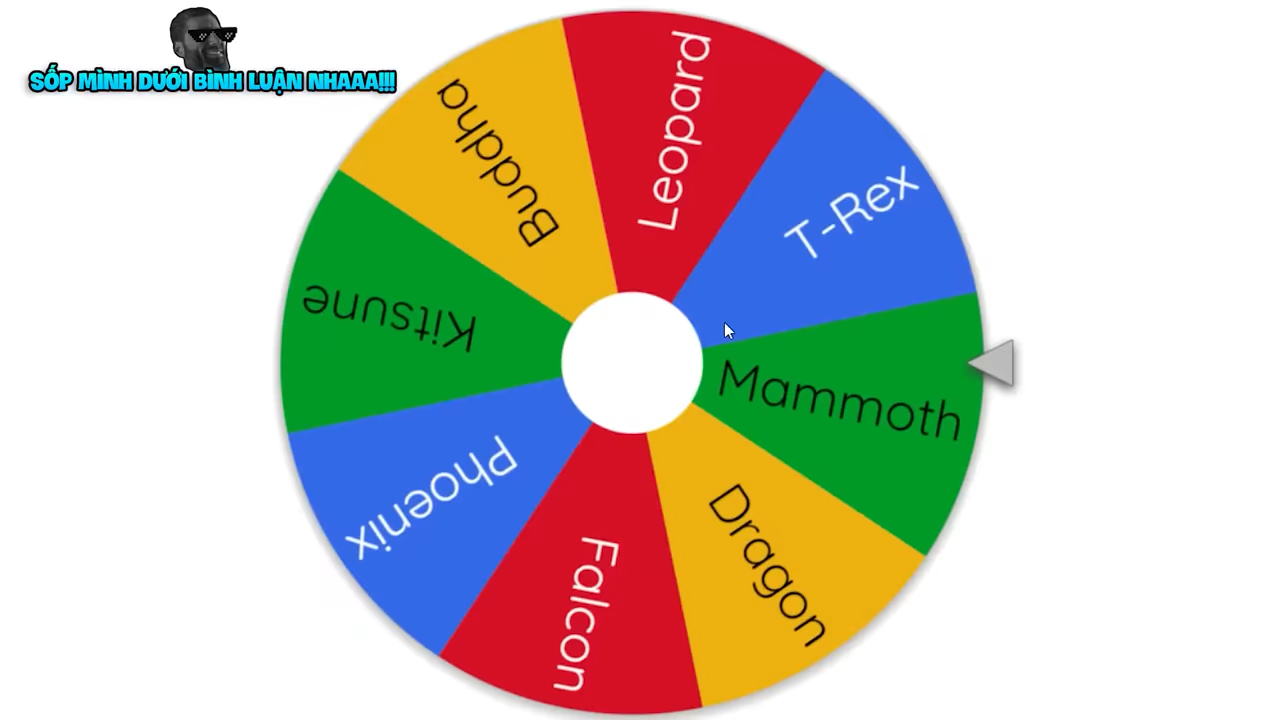 SỐP MÌNH DƯỚI BÌNH LUẬN NHAAA!!!
Leopard
T-Rex
Mammoth
Dragon
Falcon
Phoenix
Kitsune
Buddha